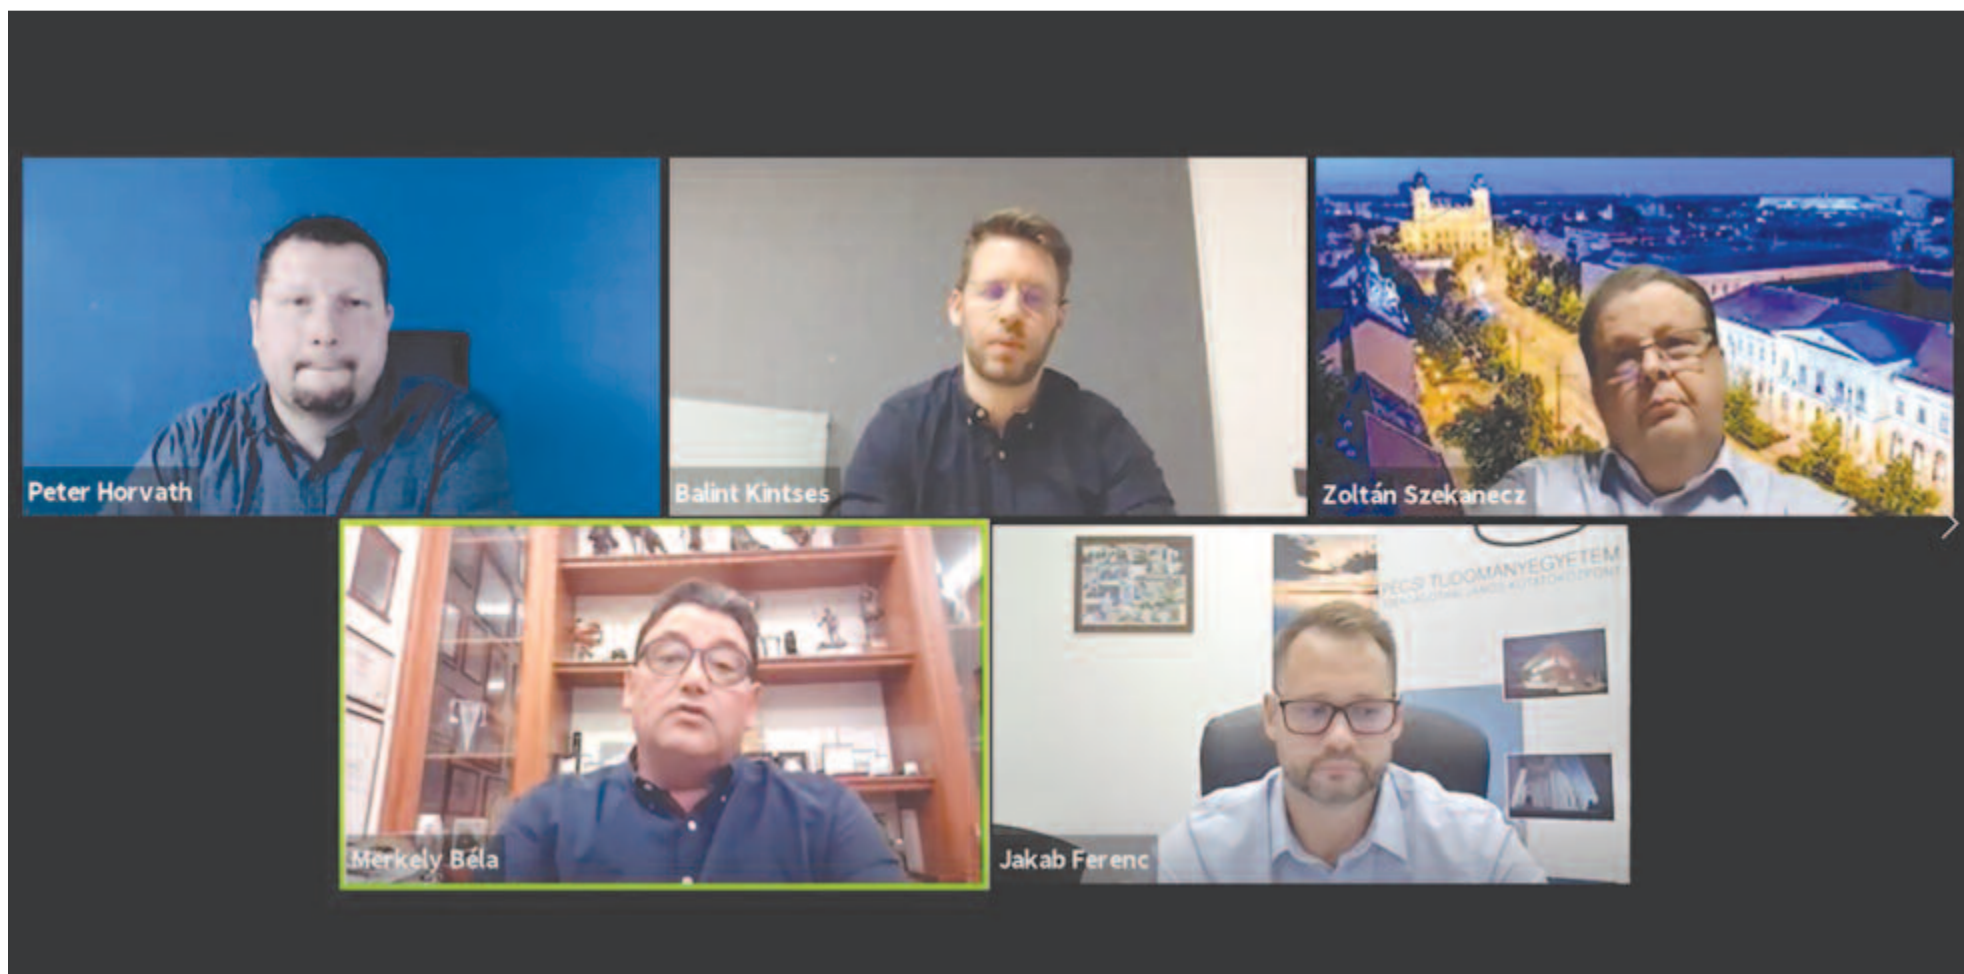 Peter Horvath
Balint Kintses
Zoltán Szekanecz
Merkely Béla
Jakab Ferenc
PÉCSI TUDOMÁNYEGYETEM